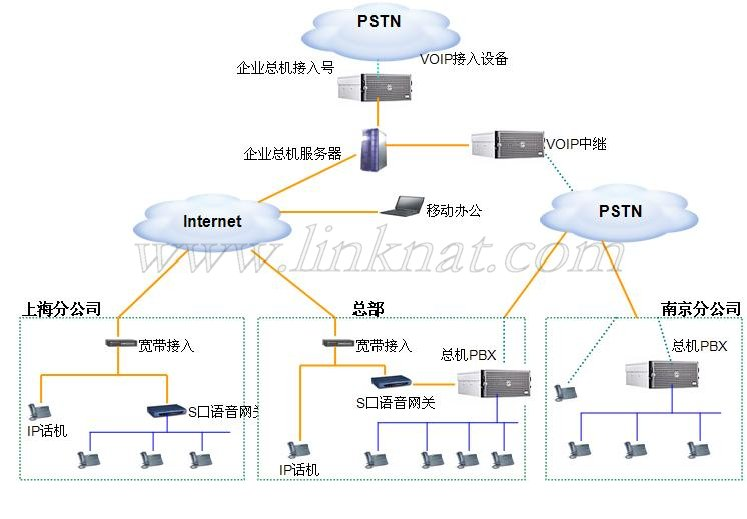 PSTN
VOIP接入设备
企业总机接入号
企业总机服务器
VOIP中继
移动办公
Internet
PSTN
www.linknat.com
上海分公司
总部
南京分公司
宽带接入
宽带接入
总机PBX
总机PBX
S口语音网关
S口语音网关
IP话机
IP话机